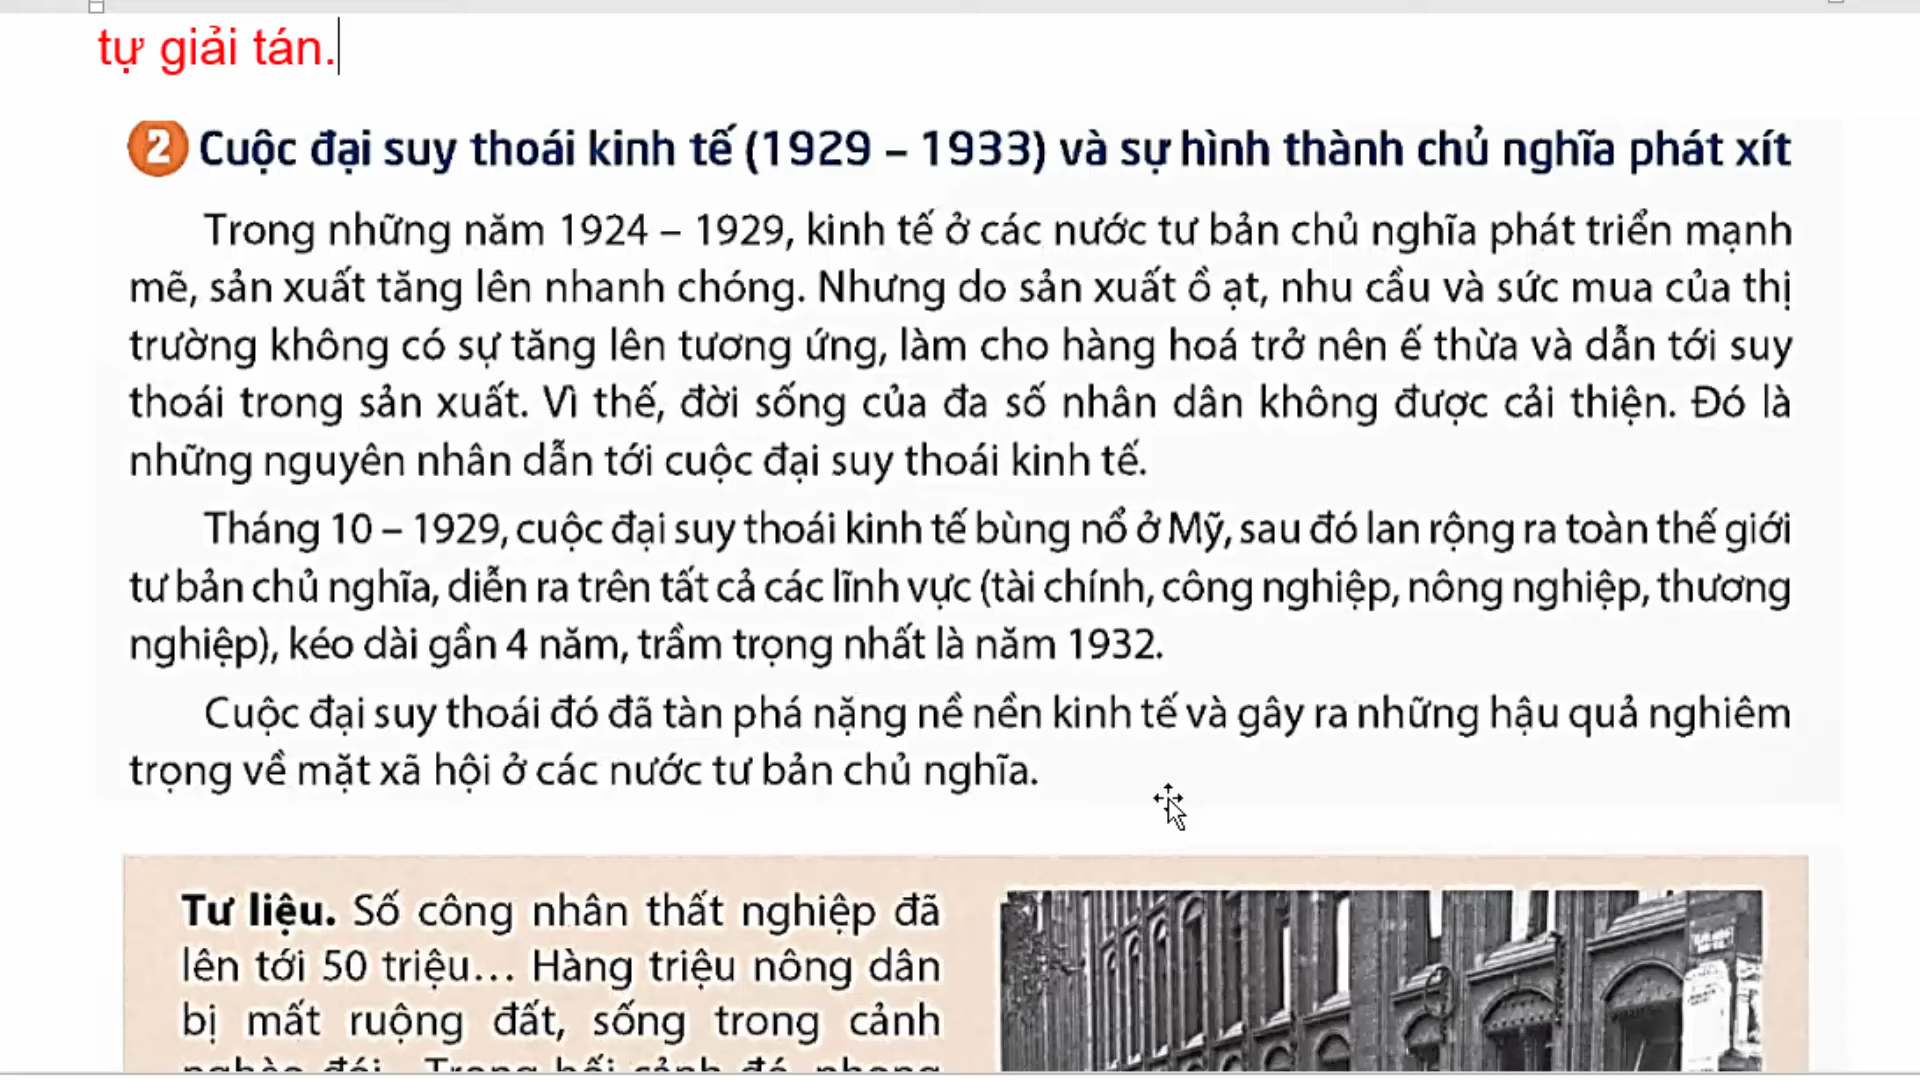 tự giải tán.
2 Cuộc đại suy thoái kinh tế (1929 – 1933) và sự hình thành chủ nghĩa phát xít
Trong những năm 1924 – 1929, kinh tế ở các nước tư bản chủ nghĩa phát triển mạnh
mẽ, sản xuất tăng lên nhanh chóng. Nhưng do sản xuất ồ ạt, nhu cầu và sức mua của thị
trường không có sự tăng lên tương ứng, làm cho hàng hoá trở nên ế thừa và dẫn tới suy
thoái trong sản xuất. Vì thế, đời sống của đa số nhân dân không được cải thiện. Đó là
những nguyên nhân dẫn tới cuộc đại suy thoái kinh tế.
Tháng 10 – 1929, cuộc đại suy thoái kinh tế bùng nổ ở Mỹ, sau đó lan rộng ra toàn thế giới
tư bản chủ nghĩa, diễn ra trên tất cả các lĩnh vực (tài chính, công nghiệp, nông nghiệp, thương
nghiệp), kéo dài gần 4 năm, trầm trọng nhất là năm 1932.
Cuộc đại suy thoái đó đã tàn phá nặng nề nền kinh tế và gây ra những hậu quả nghiêm
trọng về mặt xã hội ở các nước tư bản chủ nghĩa.
Tư liệu. Số công nhân thất nghiệp đã
lên tới 50 triệu... Hàng triệu nông dân
bị mất ruộng đất, sống trong cảnh